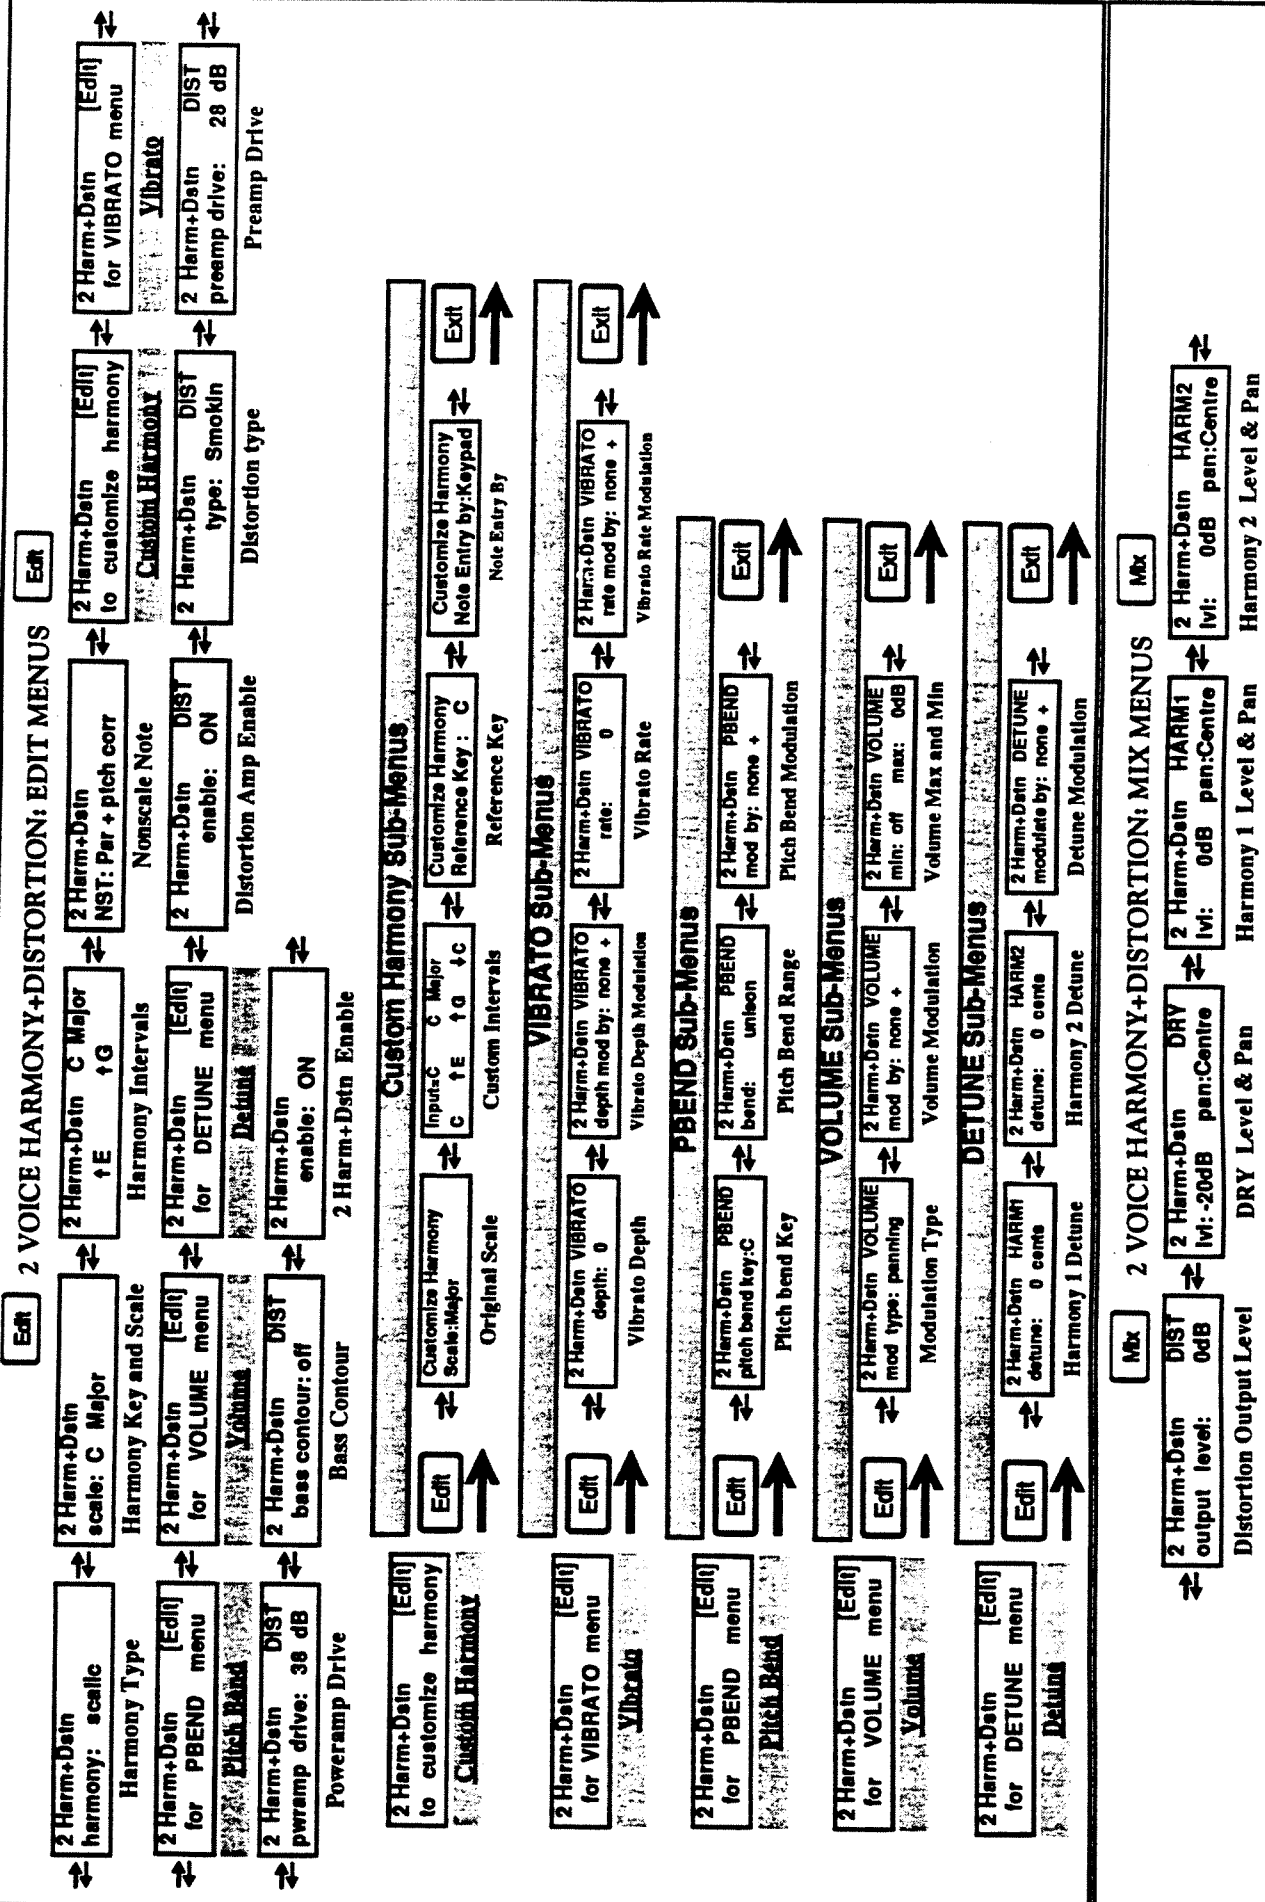 Edit
2 VOICE HARMONY+DISTORTION: EDIT MENUS
Edit
2 Harm+Dstn
harmony: scalic
Harmony Type
2 Harm+Dstn
scale: C Major
Harmony Key and Scale
2 Harm+Dstn C Major
↑E ↑G
Harmony Intervals
2 Harm+Dstn
NST: Par + ptch corr
Nonscale Note
2 Harm+Dstn [Edit]
to customize harmony
Custom Harmony
2 Harm+Dstn [Edit]
for VIBRATO menu
Vibrato
2 Harm+Dstn [Edit]
for PBEND menu
Pitch Bend
2 Harm+Dstn [Edit]
for VOLUME menu
Volume
2 Harm+Dstn [Edit]
for DETUNE menu
Detune
2 Harm+Dstn DIST
enable: ON
Distortion Amp Enable
2 Harm+Dstn DIST
type: Smokin
Distortion type
2 Harm+Dstn DIST
preamp drive: 28 dB
Preamp Drive
2 Harm+Dstn DIST
pwramp drive: 38 dB
Poweramp Drive
2 Harm+Dstn DIST
bass contour: off
Bass Contour
2 Harm+Dstn
enable: ON
2 Harm+Dstn Enable
Custom Harmony Sub-Menus
2 Harm+Dstn [Edit]
to customize harmony
Custom Harmony
Edit
Customize Harmony
Scale:Major
Original Scale
Input=C C Major
C ↑E ↑G ↓C
Custom Intervals
Customize Harmony
Reference Key : C
Reference Key
Customize Harmony
Note Entry by:Keypad
Note Entry By
Exit
VIBRATO Sub-Menus
2 Harm+Dstn [Edit]
for VIBRATO menu
Vibrato
Edit
2 Harm+Dstn VIBRATO
depth: 0
Vibrato Depth
2 Harm+Dstn VIBRATO
depth mod by: none +
Vibrato Depth Modulation
2 Harm+Dstn VIBRATO
rate: 0
Vibrato Rate
2 Harm+Dstn VIBRATO
rate mod by: none +
Vibrato Rate Modulation
Exit
PBEND Sub-Menus
2 Harm+Dstn [Edit]
for PBEND menu
Pitch Bend
Edit
2 Harm+Dstn PBEND
pitch bend key:C
Pitch bend Key
2 Harm+Dstn PBEND
bend: unison
Pitch Bend Range
2 Harm+Dstn PBEND
mod by: none +
Pitch Bend Modulation
Exit
VOLUME Sub-Menus
2 Harm+Dstn [Edit]
for VOLUME menu
Volume
Edit
2 Harm+Dstn VOLUME
mod type: panning
Modulation Type
2 Harm+Dstn VOLUME
mod by: none +
Volume Modulation
2 Harm+Dstn VOLUME
min: off max: 0dB
Volume Max and Min
Exit
DETUNE Sub-Menus
2 Harm+Dstn [Edit]
for DETUNE menu
Detune
Edit
2 Harm+Dstn HARM1
detune: 0 cents
Harmony 1 Detune
2 Harm+Dstn HARM2
detune: 0 cents
Harmony 2 Detune
2 Harm+Dstn DETUNE
modulate by: none +
Detune Modulation
Exit
Mix
2 VOICE HARMONY+DISTORTION: MIX MENUS
Mix
2 Harm+Dstn DIST
output level: 0dB
Distortion Output Level
2 Harm+Dstn DRY
lvl: -20dB pan:Centre
DRY Level & Pan
2 Harm+Dstn HARM1
lvl: 0dB pan:Centre
Harmony 1 Level & Pan
2 Harm+Dstn HARM2
lvl: 0dB pan:Centre
Harmony 2 Level & Pan